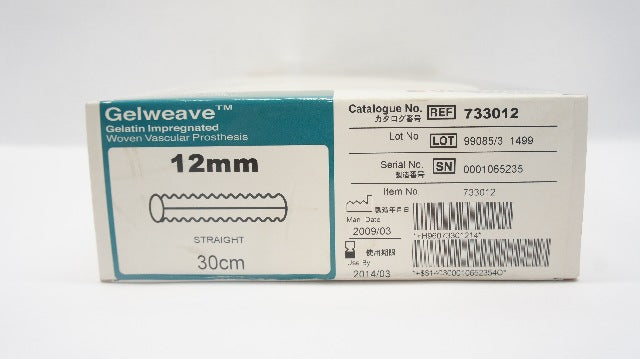 Gelweave™
Gelatin Impregnated
Woven Vascular Prosthesis
12mm
STRAIGHT
30cm
Catalogue No. REF 733012
カタログ番号
Lot No LOT 99085/3 1499
Serial No. SN 0001065235
製造番号
Item No. 733012
製造年月日
Man. Date
2009/03
*+H96073301214*
使用期限
Use By
2014/03
*+$$1403000106523540*